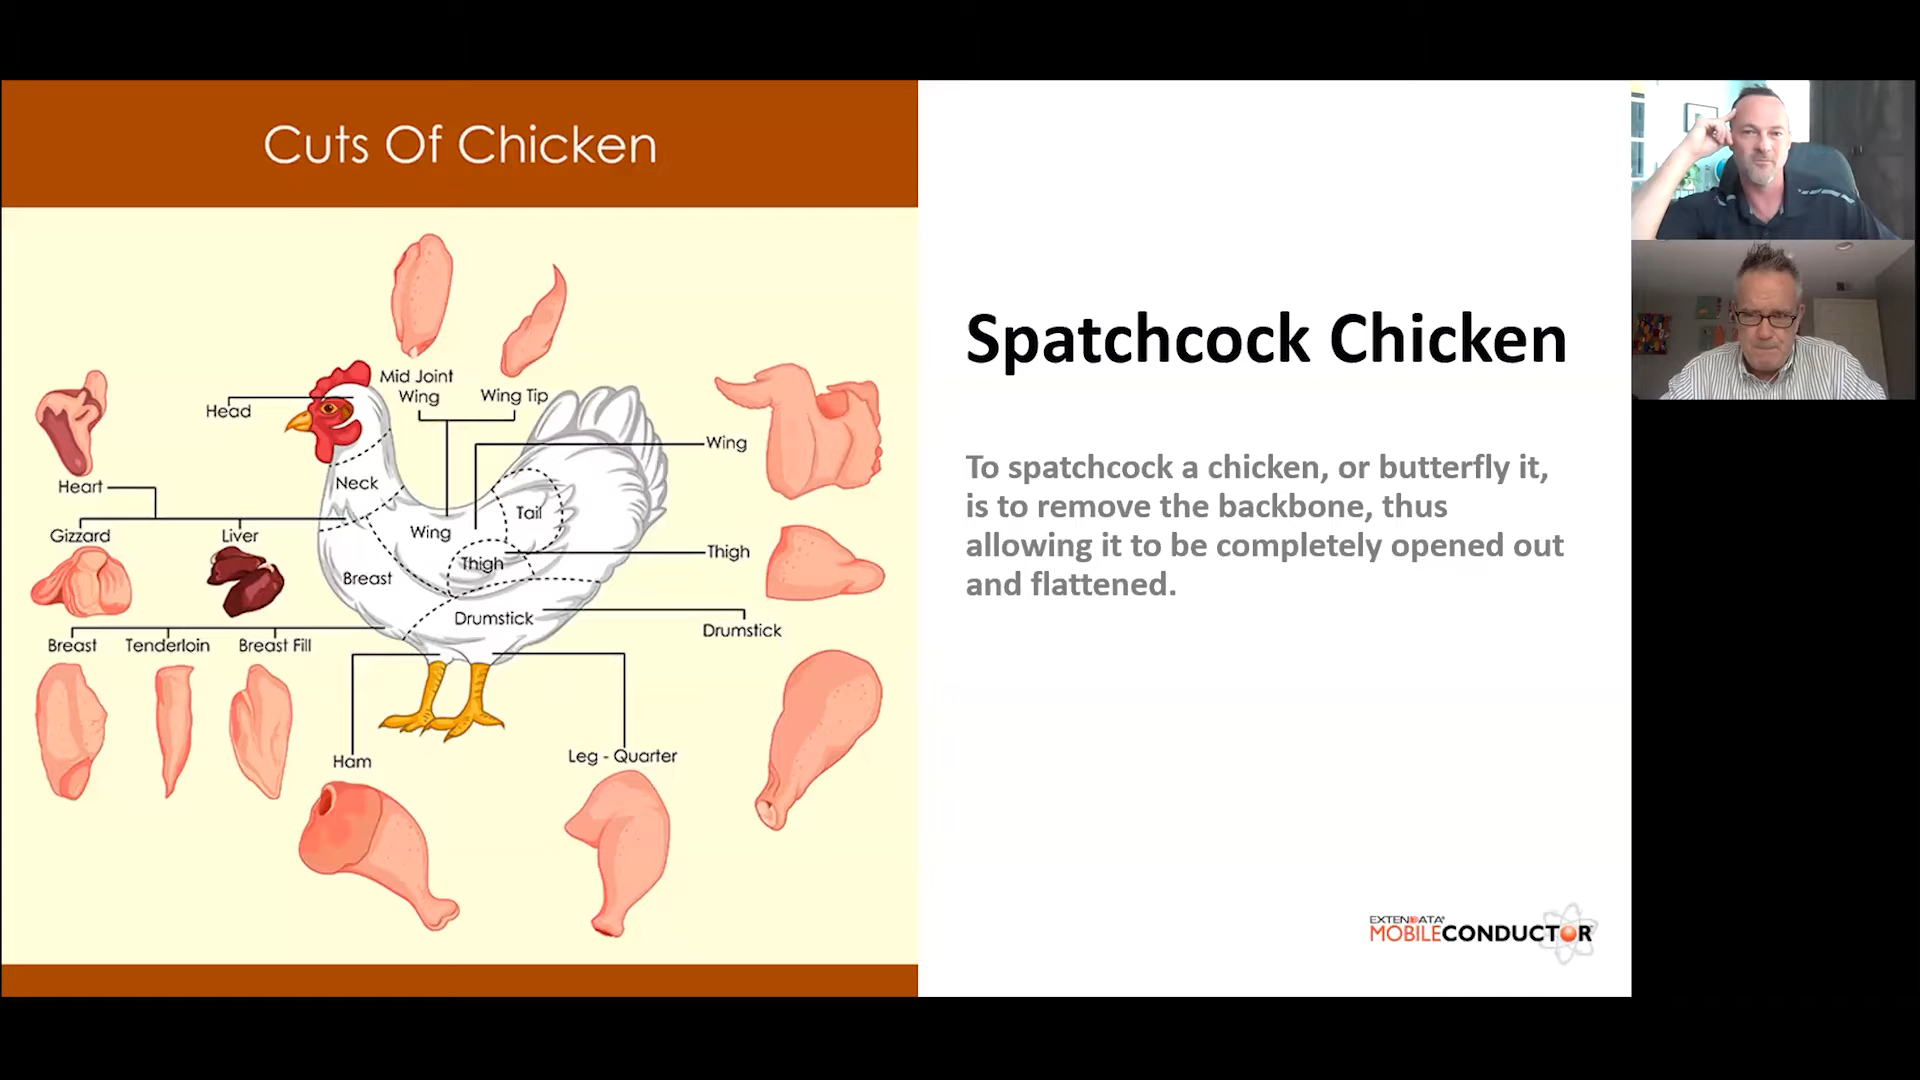 Cuts Of Chicken
Mid Joint
Wing
Wing Tip
Head
Wing
Neck
Heart
Tail
Wing
Gizzard
Liver
Thigh
Thigh
Breast
Drumstick
Drumstick
Breast
Tenderloin
Breast Fill
Ham
Leg - Quarter
Spatchcock Chicken
To spatchcock a chicken, or butterfly it,
is to remove the backbone, thus
allowing it to be completely opened out
and flattened.
EXTENDATA®
MOBILECONDUCTOR